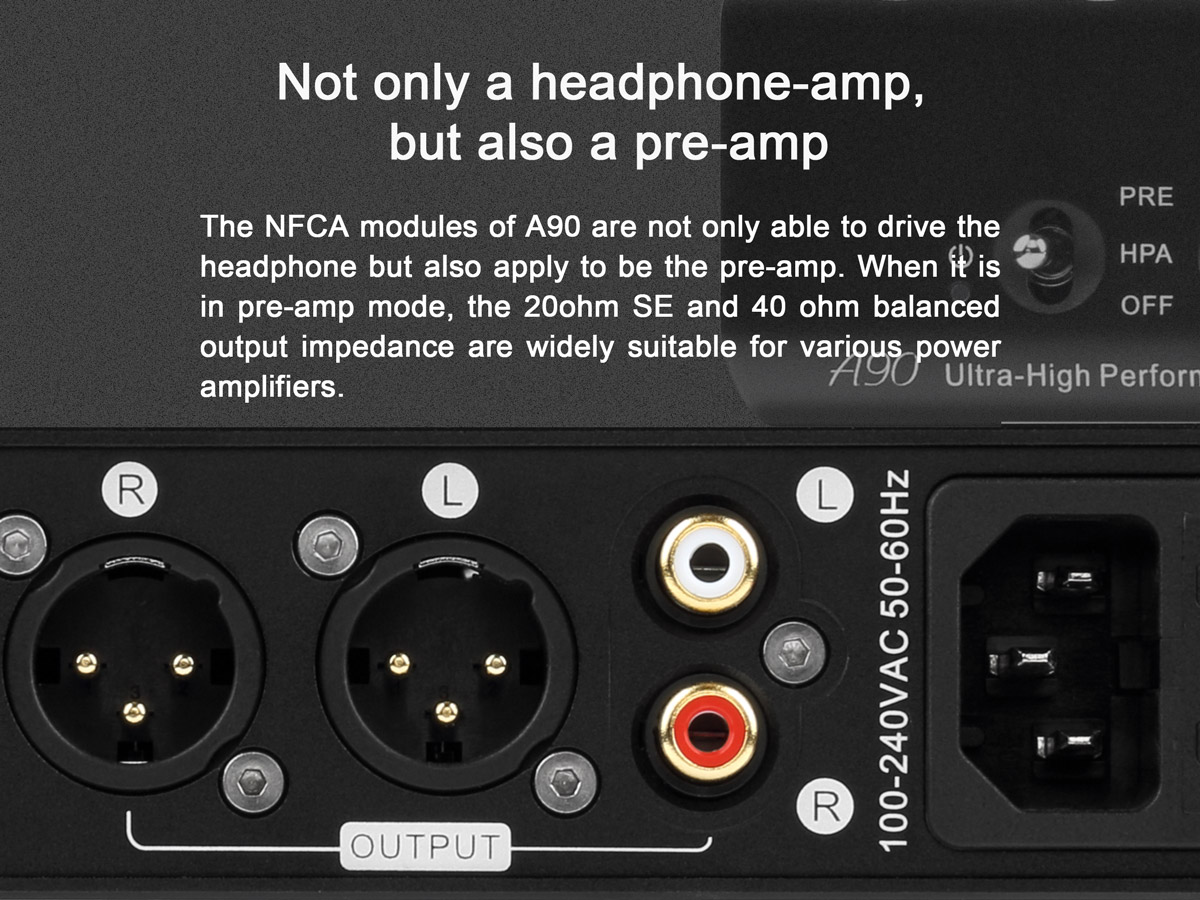 Not only a headphone-amp,
but also a pre-amp
The NFCA modules of A90 are not only able to drive the
headphone but also apply to be the pre-amp. When it is
in pre-amp mode, the 20ohm SE and 40 ohm balanced
output impedance are widely suitable for various power
amplifiers.
PRE
HPA
OFF
A90 Ultra-High Perforn
R
L
L
R
100-240VAC 50-60Hz
OUTPUT